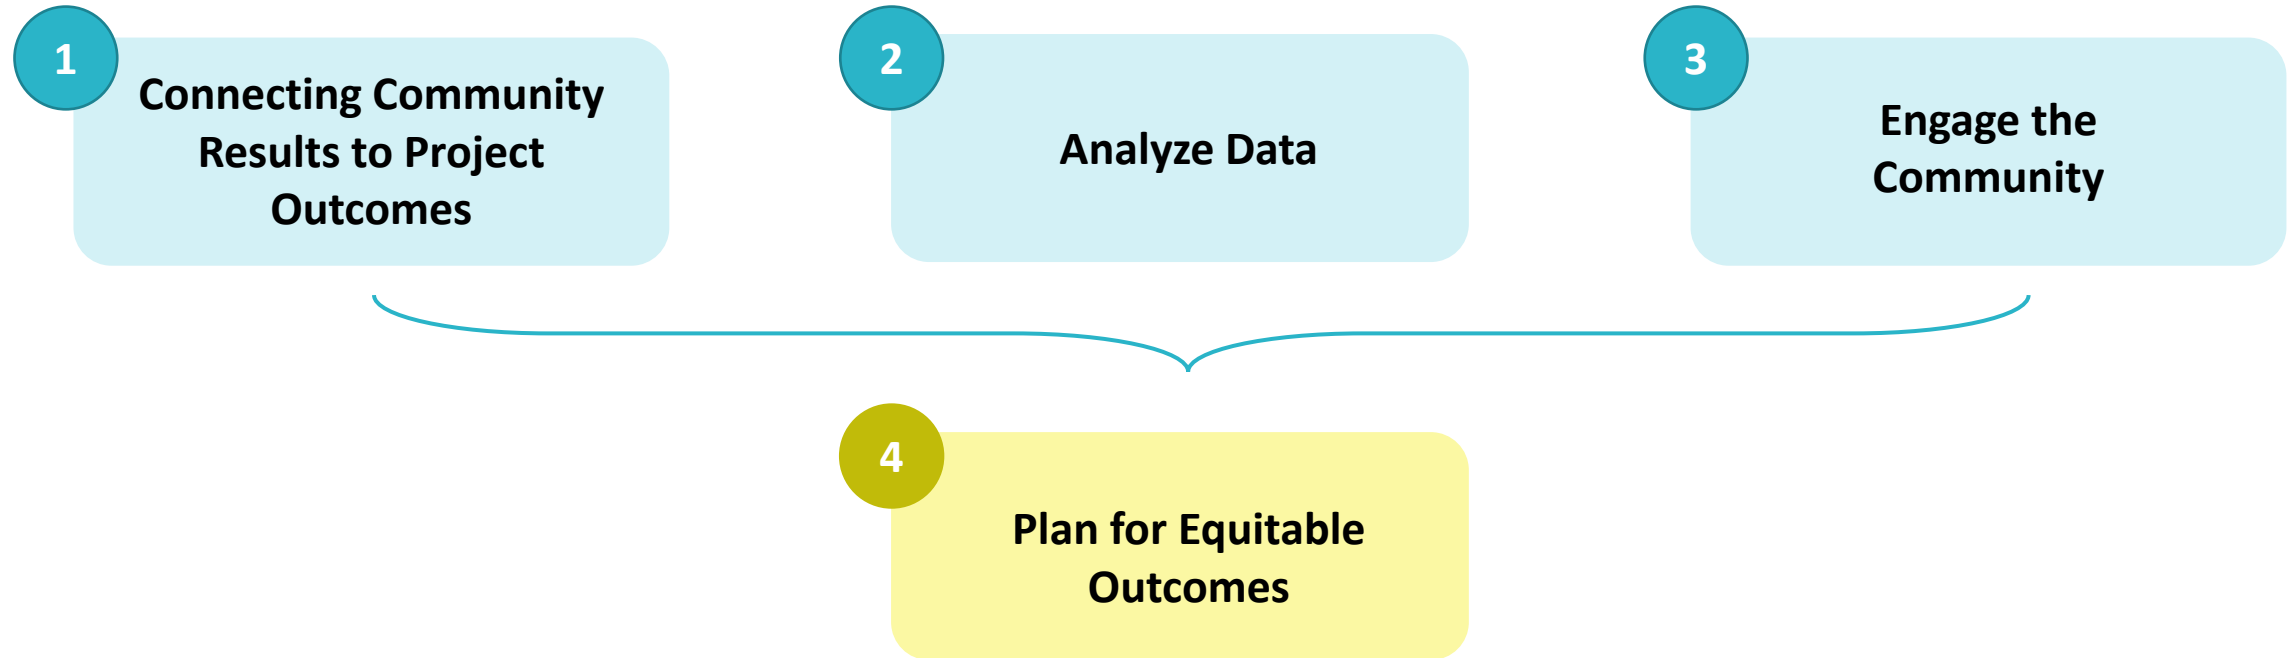 1
Connecting Community
Results to Project
Outcomes
2
Analyze Data
3
Engage the
Community
4
Plan for Equitable
Outcomes